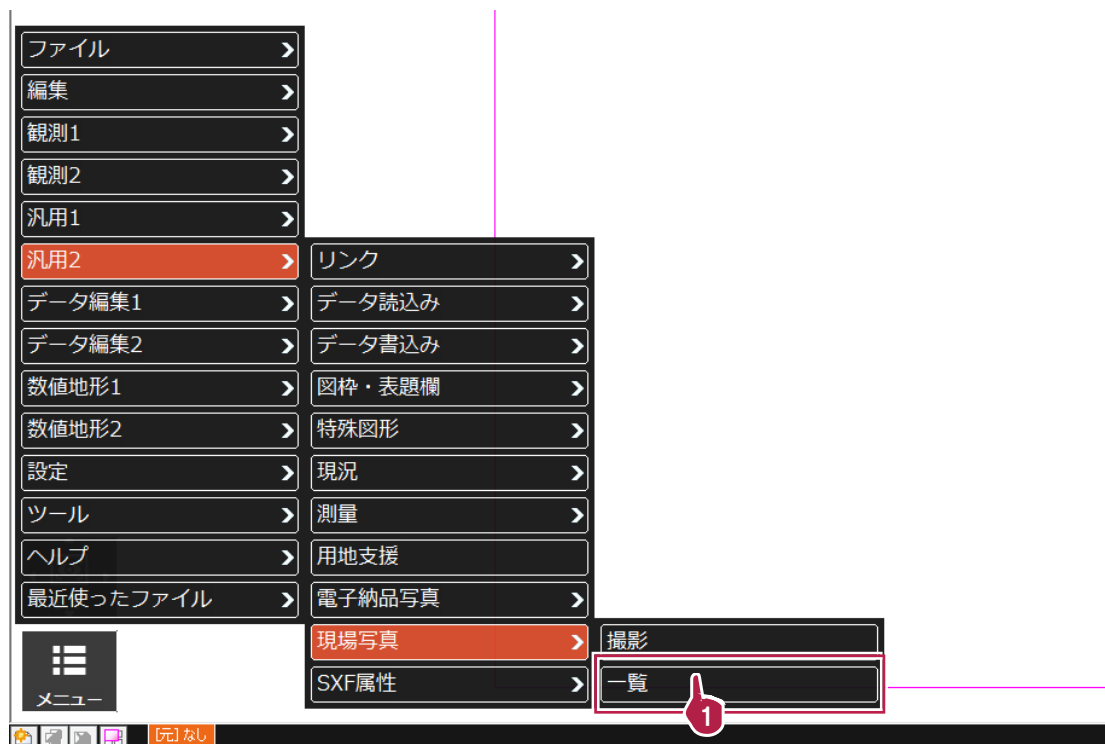 ファイル
編集
観測1
観測2
汎用1
汎用2
データ編集1
データ編集2
数値地形1
数値地形2
設定
ツール
ヘルプ
最近使ったファイル
リンク
データ読込み
データ書込み
図枠・表題欄
特殊図形
現況
測量
用地支援
電子納品写真
現場写真
SXF属性
撮影
一覧
1
メニュー
[元] なし